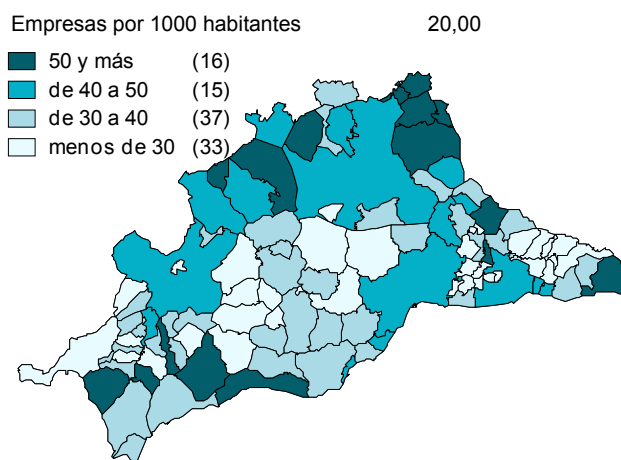 Empresas por 1000 habitantes 20,00
50 y más (16)
de 40 a 50 (15)
de 30 a 40 (37)
menos de 30 (33)